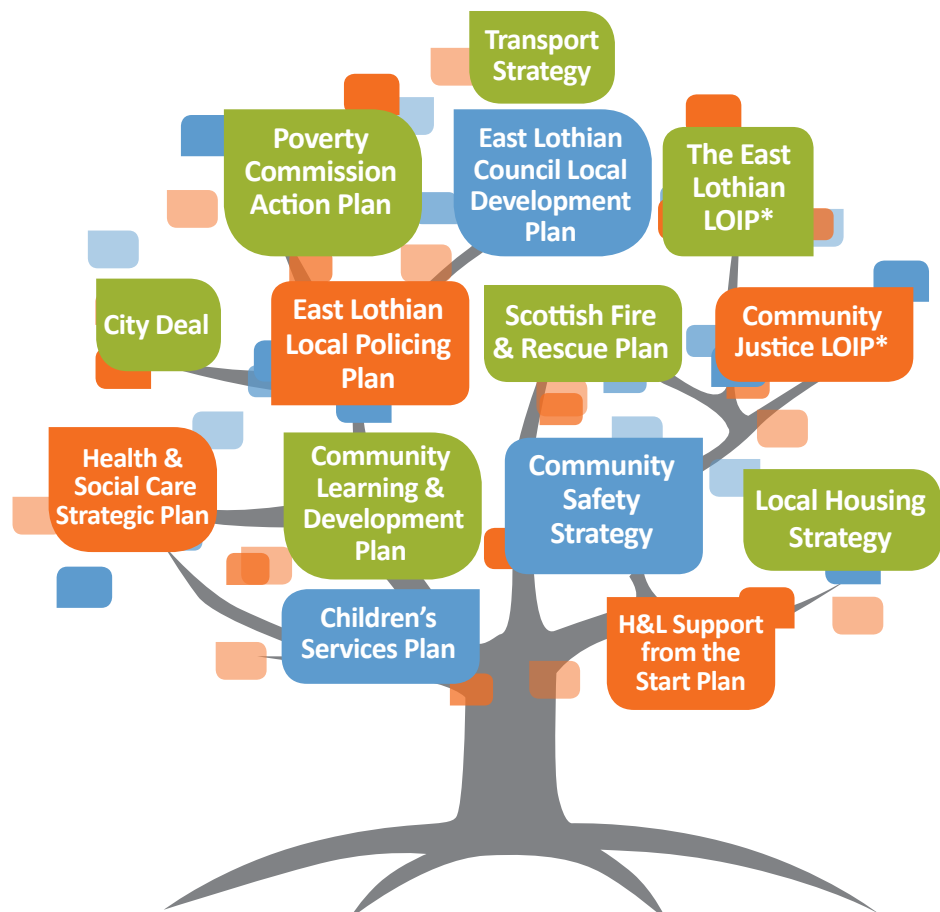 Transport
Strategy
Poverty
Commission
Action Plan
East Lothian
Council Local
Development
Plan
The East
Lothian
LOIP*
City Deal
East Lothian
Local Policing
Plan
Scottish Fire
& Rescue Plan
Community
Justice LOIP*
Health &
Social Care
Strategic Plan
Community
Learning &
Development
Plan
Community
Safety
Strategy
Local Housing
Strategy
Children’s
Services Plan
H&L Support
from the
Start Plan